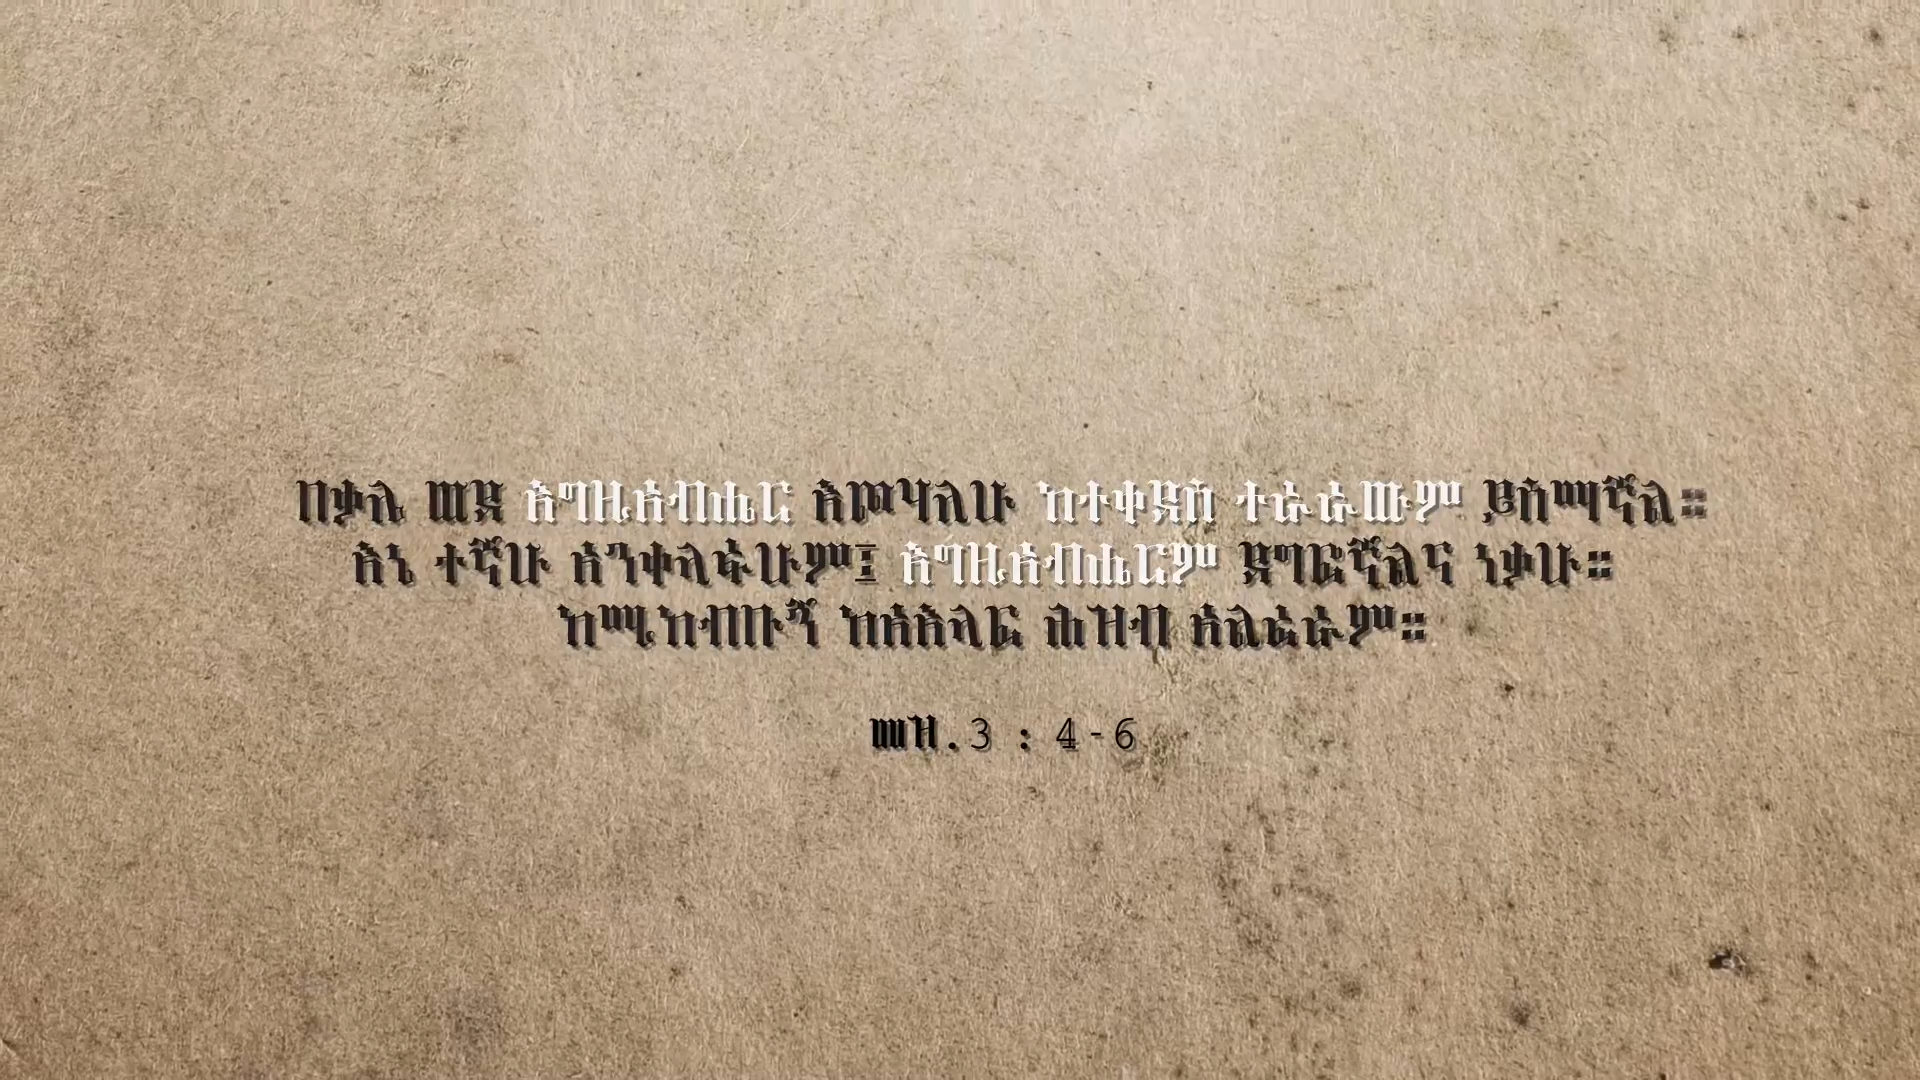 በቃሌ ወደ እግዚአብሔር እጮሃለሁ ከተቀደሰ ተራራውም ይሰማኛል።
እኔ ተኛሁ አንቀላፋሁም፤ እግዚአብሔርም ደግፎኛልና ነቃሁ።
ከሚከብቡኝ ከአእላፍ ሕዝብ አልፈራም።
መዝ.3 : 4-6